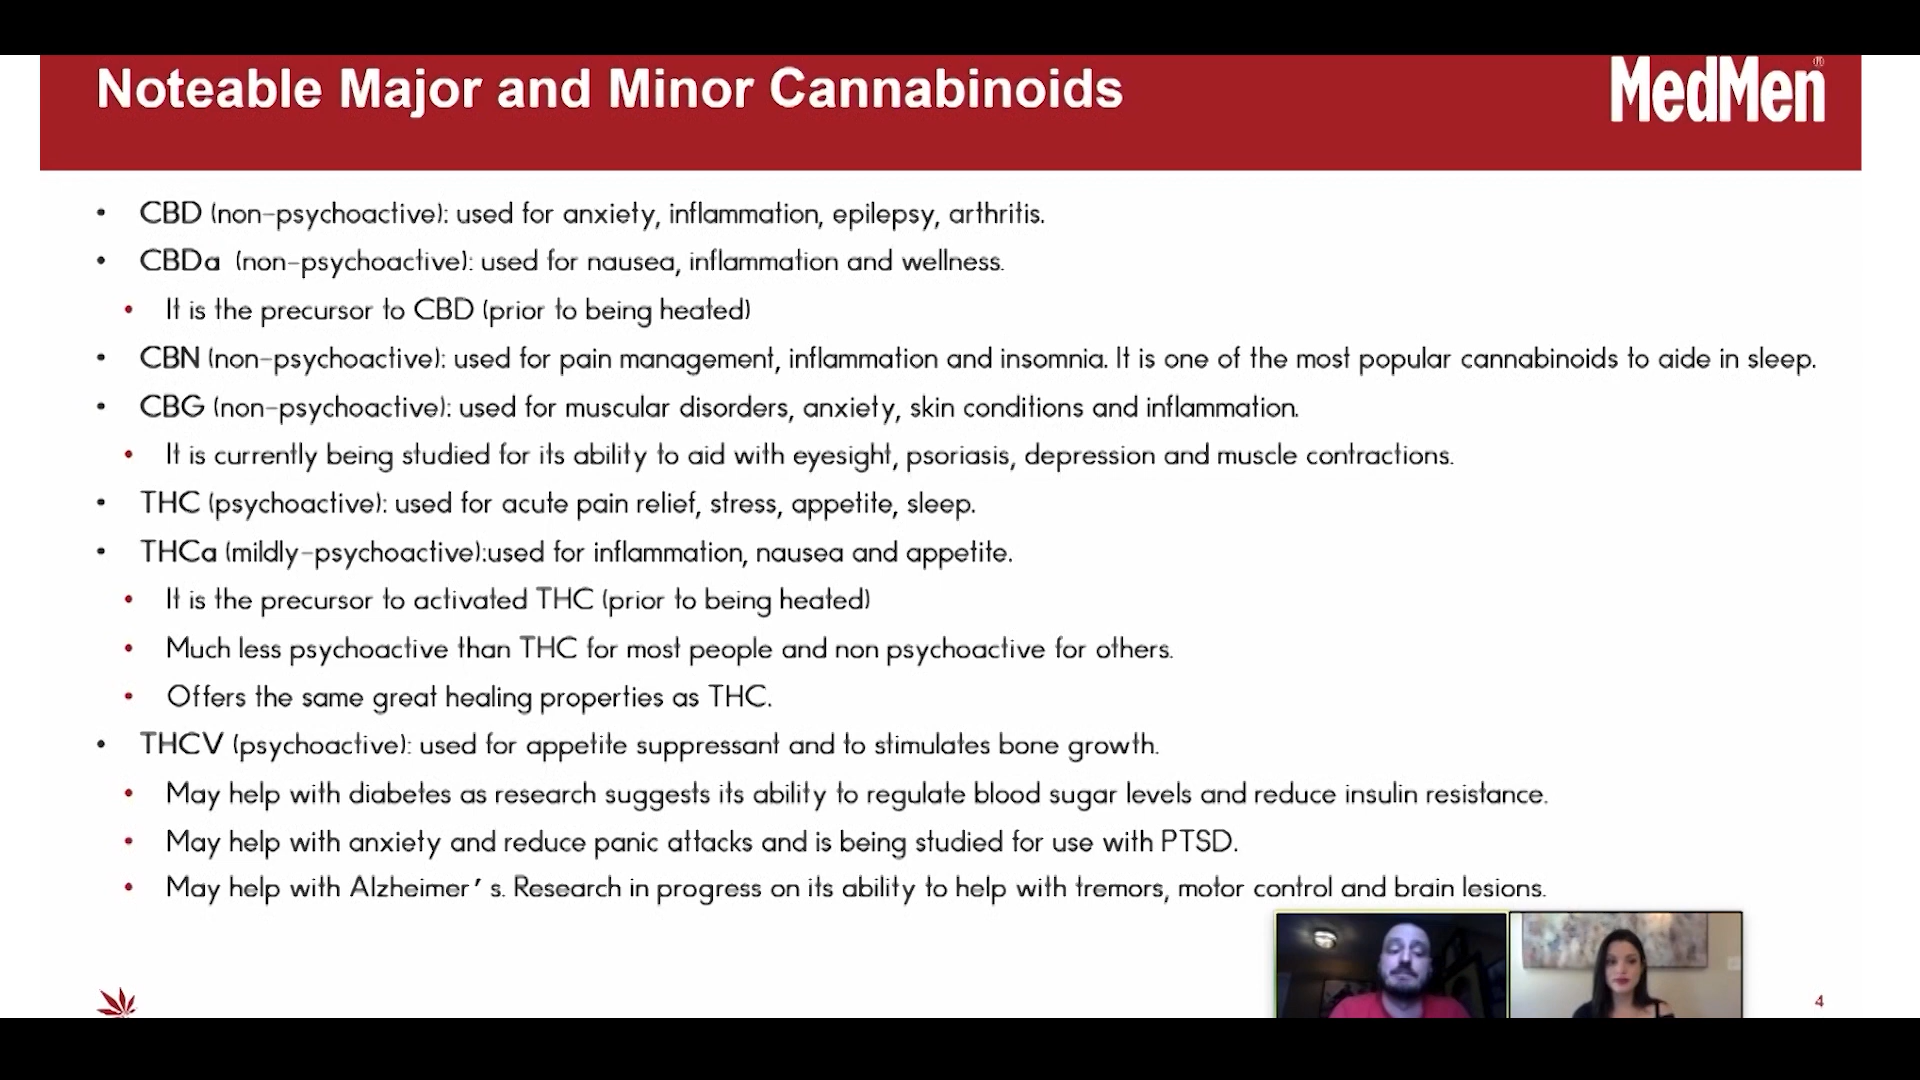 Noteable Major and Minor Cannabinoids
MedMen®
• CBD (non-psychoactive): used for anxiety, inflammation, epilepsy, arthritis.
• CBDa (non-psychoactive): used for nausea, inflammation and wellness.
• It is the precursor to CBD (prior to being heated)
• CBN (non-psychoactive): used for pain management, inflammation and insomnia. It is one of the most popular cannabinoids to aide in sleep.
• CBG (non-psychoactive): used for muscular disorders, anxiety, skin conditions and inflammation.
• It is currently being studied for its ability to aid with eyesight, psoriasis, depression and muscle contractions.
• THC (psychoactive): used for acute pain relief, stress, appetite, sleep.
• THCa (mildly-psychoactive):used for inflammation, nausea and appetite.
• It is the precursor to activated THC (prior to being heated)
• Much less psychoactive than THC for most people and non psychoactive for others.
• Offers the same great healing properties as THC.
• THCV (psychoactive): used for appetite suppressant and to stimulates bone growth.
• May help with diabetes as research suggests its ability to regulate blood sugar levels and reduce insulin resistance.
• May help with anxiety and reduce panic attacks and is being studied for use with PTSD.
• May help with Alzheimer's. Research in progress on its ability to help with tremors, motor control and brain lesions.
4